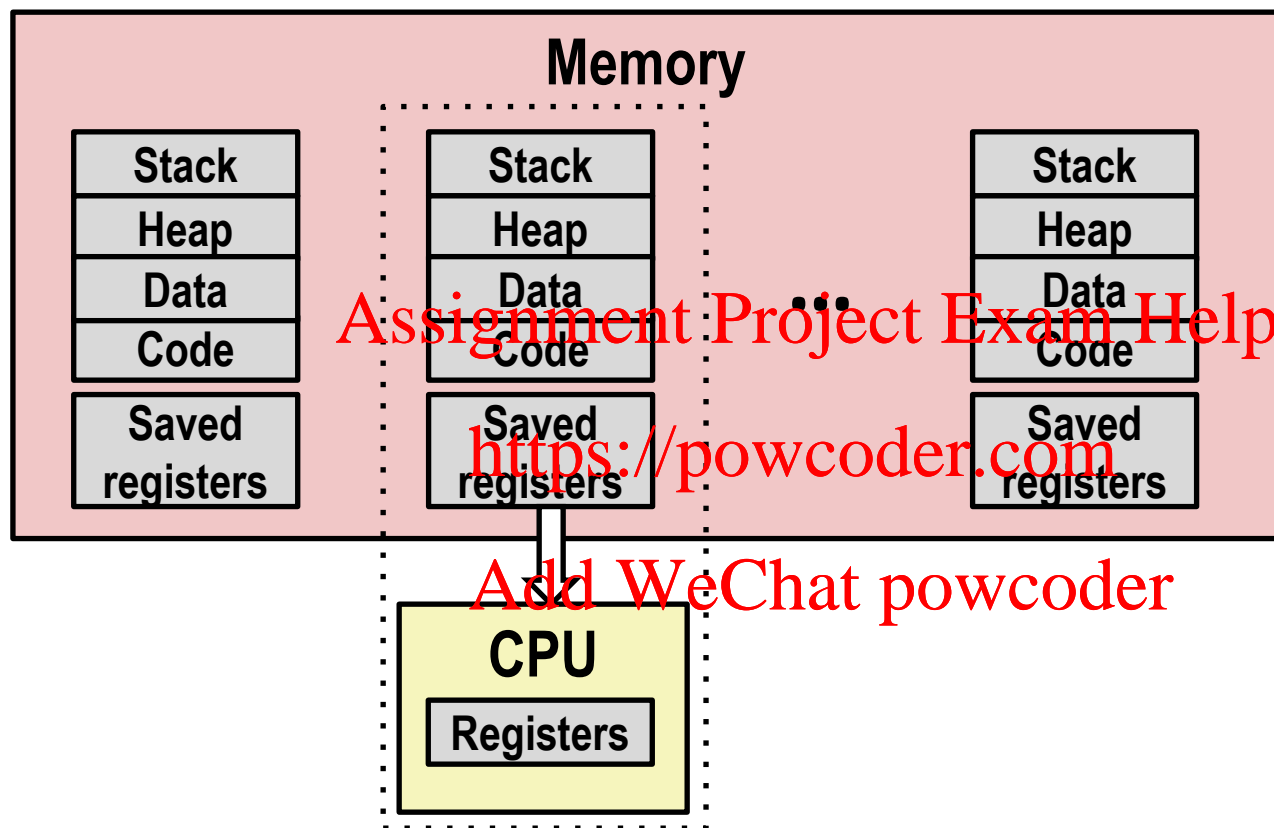 Memory
Stack
Heap
Data
Code
Saved
registers
Stack
Heap
Data
Code
Saved
registers
...
Stack
Heap
Data
Code
Saved
registers
Assignment Project Exam Help
https://powcoder.com
Add WeChat powcoder
CPU
Registers